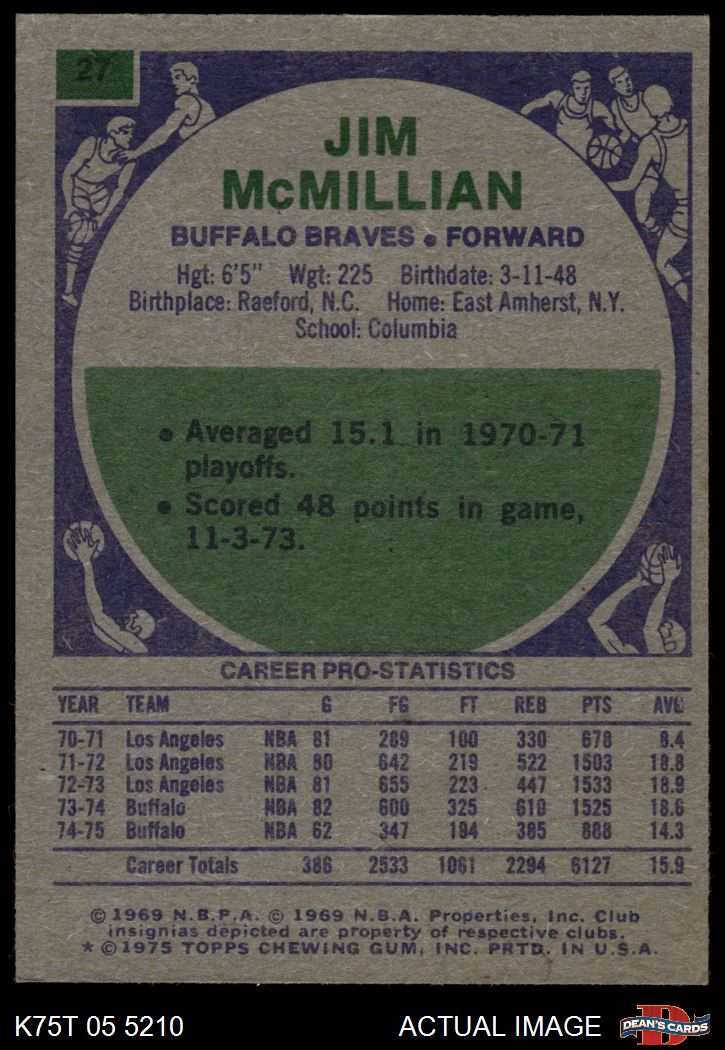 27
JIM
McMILLIAN
BUFFALO BRAVES • FORWARD
Hgt: 6'5" Wgt: 225 Birthdate: 3-11-48
Birthplace: Raeford, N.C. Home: East Amherst, N.Y.
School: Columbia
• Averaged 15.1 in 1970-71
playoffs.
• Scored 48 points in game,
11-3-73.
CAREER PRO-STATISTICS
YEAR TEAM G FG FT REB PTS AVG
70-71 Los Angeles NBA 81 289 100 330 678 8.4
71-72 Los Angeles NBA 80 642 219 522 1503 18.8
72-73 Los Angeles NBA 81 655 223 447 1533 18.9
73-74 Buffalo NBA 82 600 325 610 1525 18.6
74-75 Buffalo NBA 62 347 194 385 888 14.3
Career Totals 386 2533 1061 2294 6127 15.9
© 1969 N.B.P.A. © 1969 N.B.A. Properties, Inc. Club
insignias depicted are property of respective clubs.
* © 1975 TOPPS CHEWING GUM, INC. PRTD. IN U.S.A.
K75T 05 5210 ACTUAL IMAGE
D
DEAN'S CARDS